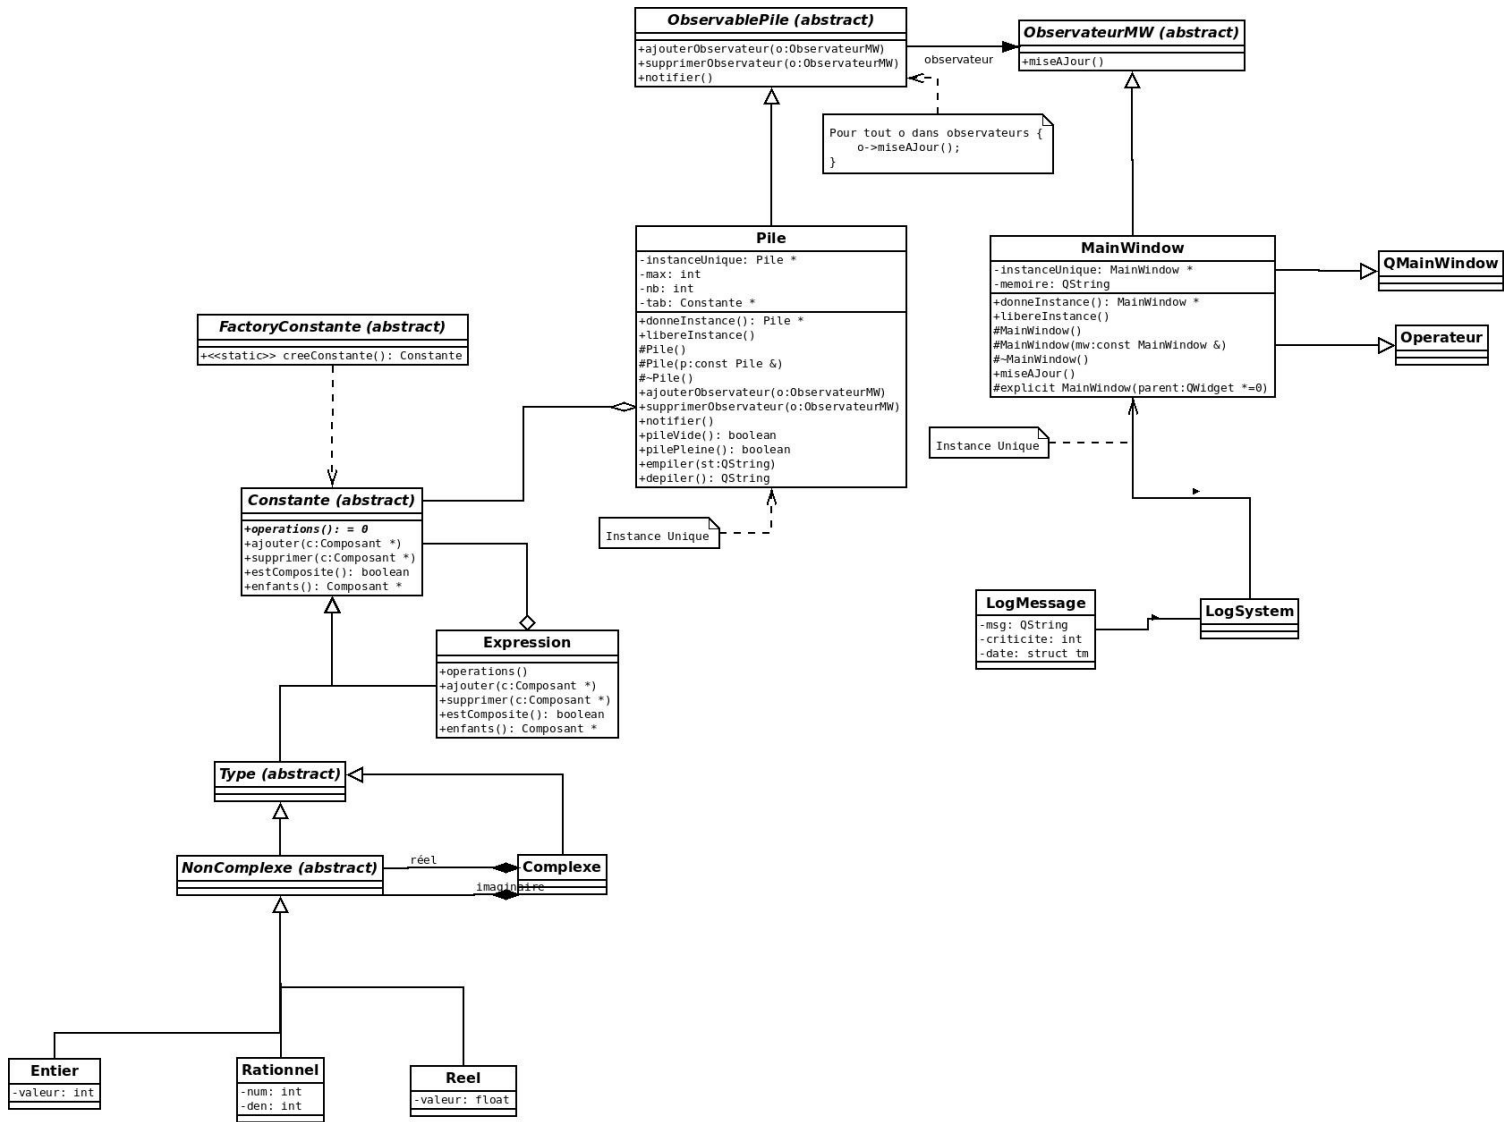 ObservablePile (abstract)
+ajouterObservateur(o:ObservateurMW)
+supprimerObservateur(o:ObservateurMW)
+notifier()
observateur
ObservateurMW (abstract)
+miseAJour()
Pour tout o dans observateurs {
o->miseAJour();
}
Pile
-instanceUnique: Pile *
-max: int
-nb: int
-tab: Constante *
+donneInstance(): Pile *
+libereInstance()
#Pile()
#Pile(p:const Pile &)
#~Pile()
+ajouterObservateur(o:ObservateurMW)
+supprimerObservateur(o:ObservateurMW)
+notifier()
+pileVide(): boolean
+pilePleine(): boolean
+empiler(st:QString)
+depiler(): QString
MainWindow
-instanceUnique: MainWindow *
-memoire: QString
+donneInstance(): MainWindow *
+libereInstance()
#MainWindow()
#MainWindow(mw:const MainWindow &)
#~MainWindow()
+miseAJour()
#explicit MainWindow(parent:QWidget *=0)
QMainWindow
Operateur
FactoryConstante (abstract)
+<<static>> creeConstante(): Constante
Instance Unique
Constante (abstract)
+operations(): = 0
+ajouter(c:Composant *)
+supprimer(c:Composant *)
+estComposite(): boolean
+enfants(): Composant *
Instance Unique
LogMessage
-msg: QString
-criticite: int
-date: struct tm
LogSystem
Expression
+operations()
+ajouter(c:Composant *)
+supprimer(c:Composant *)
+estComposite(): boolean
+enfants(): Composant *
Type (abstract)
NonComplexe (abstract)
réel
imaginaire
Complexe
Entier
-valeur: int
Rationnel
-num: int
-den: int
Reel
-valeur: float